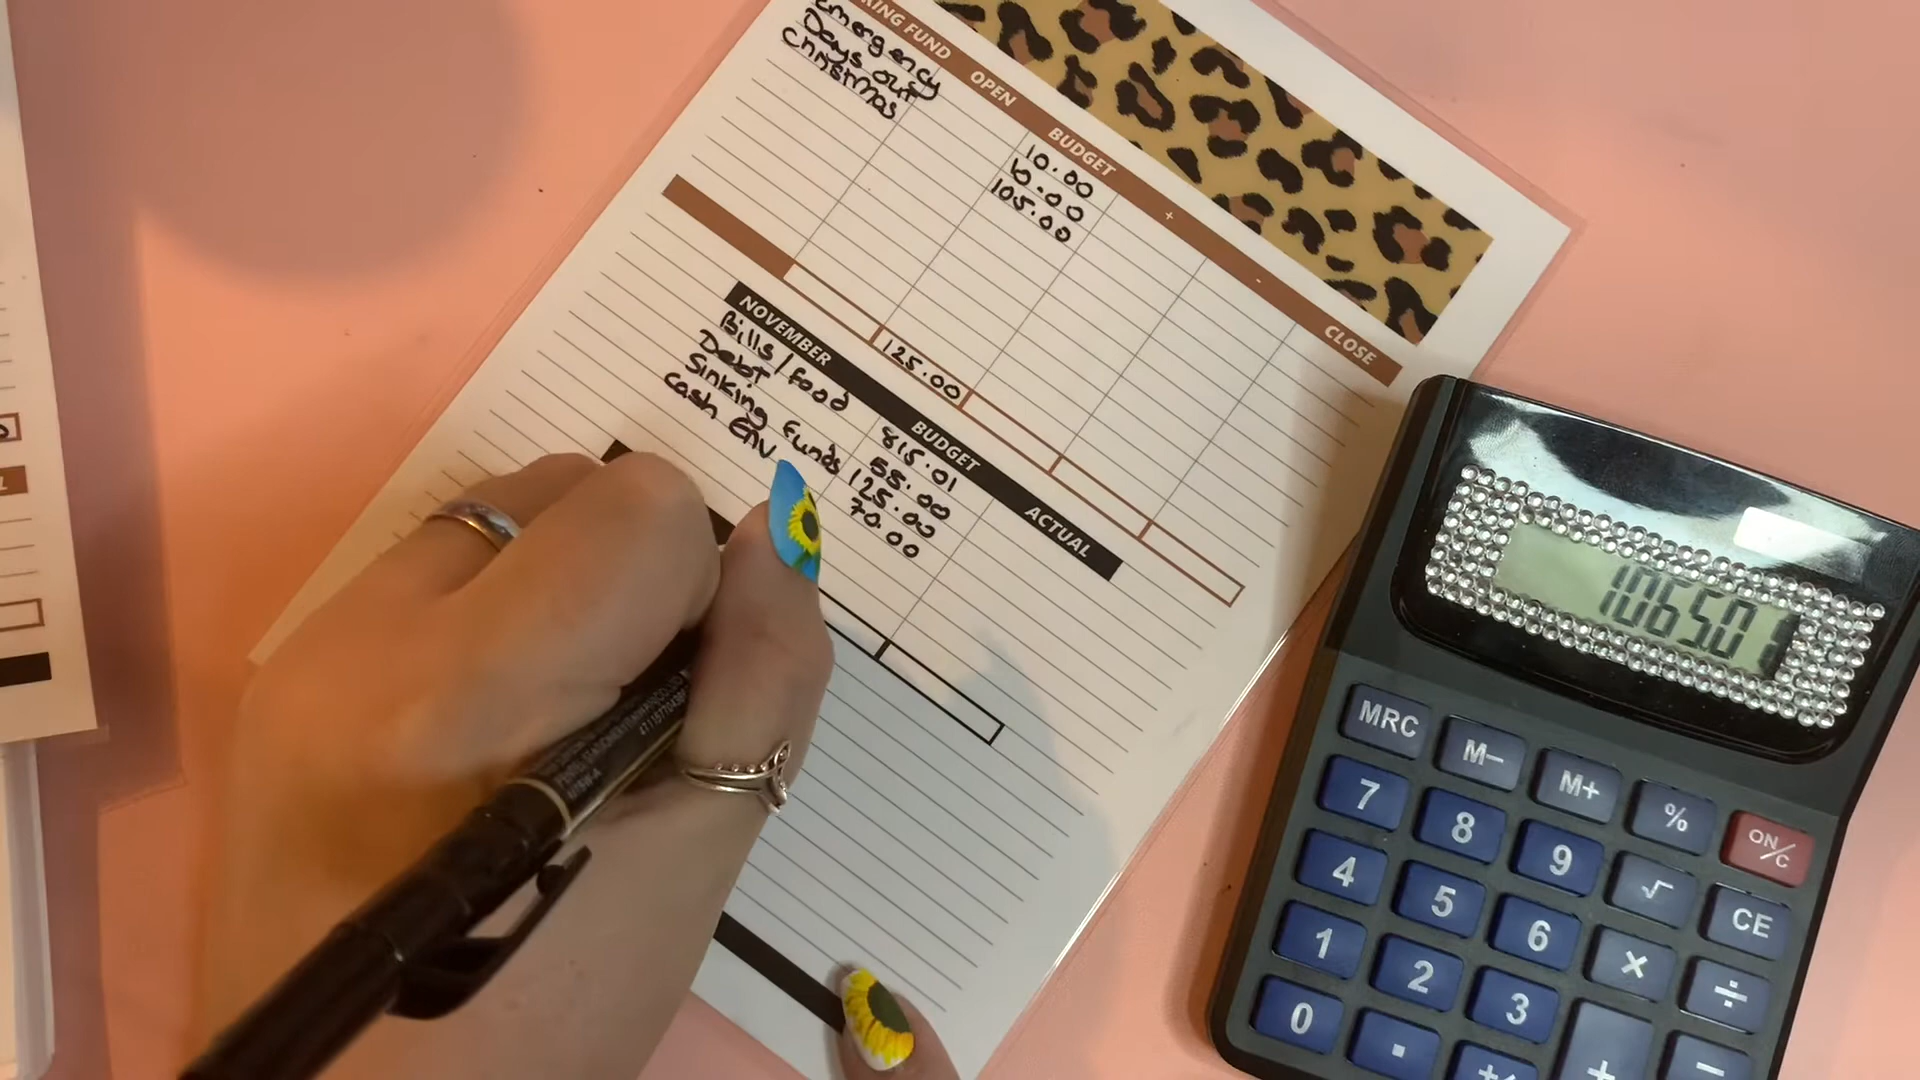 KING FUND OPEN BUDGET + - CLOSE
Emergency 10.00
Days out 10.00
Christmas 105.00
125.00
NOVEMBER BUDGET ACTUAL
Bills / Food 815.01
Debt 55.00
Sinking Funds 125.00
Cash Env 70.00
1065.01
MRC M− M+ % ON/C
7 8 9 √ CE
4 5 6 × ÷
1 2 3 + −
0 .